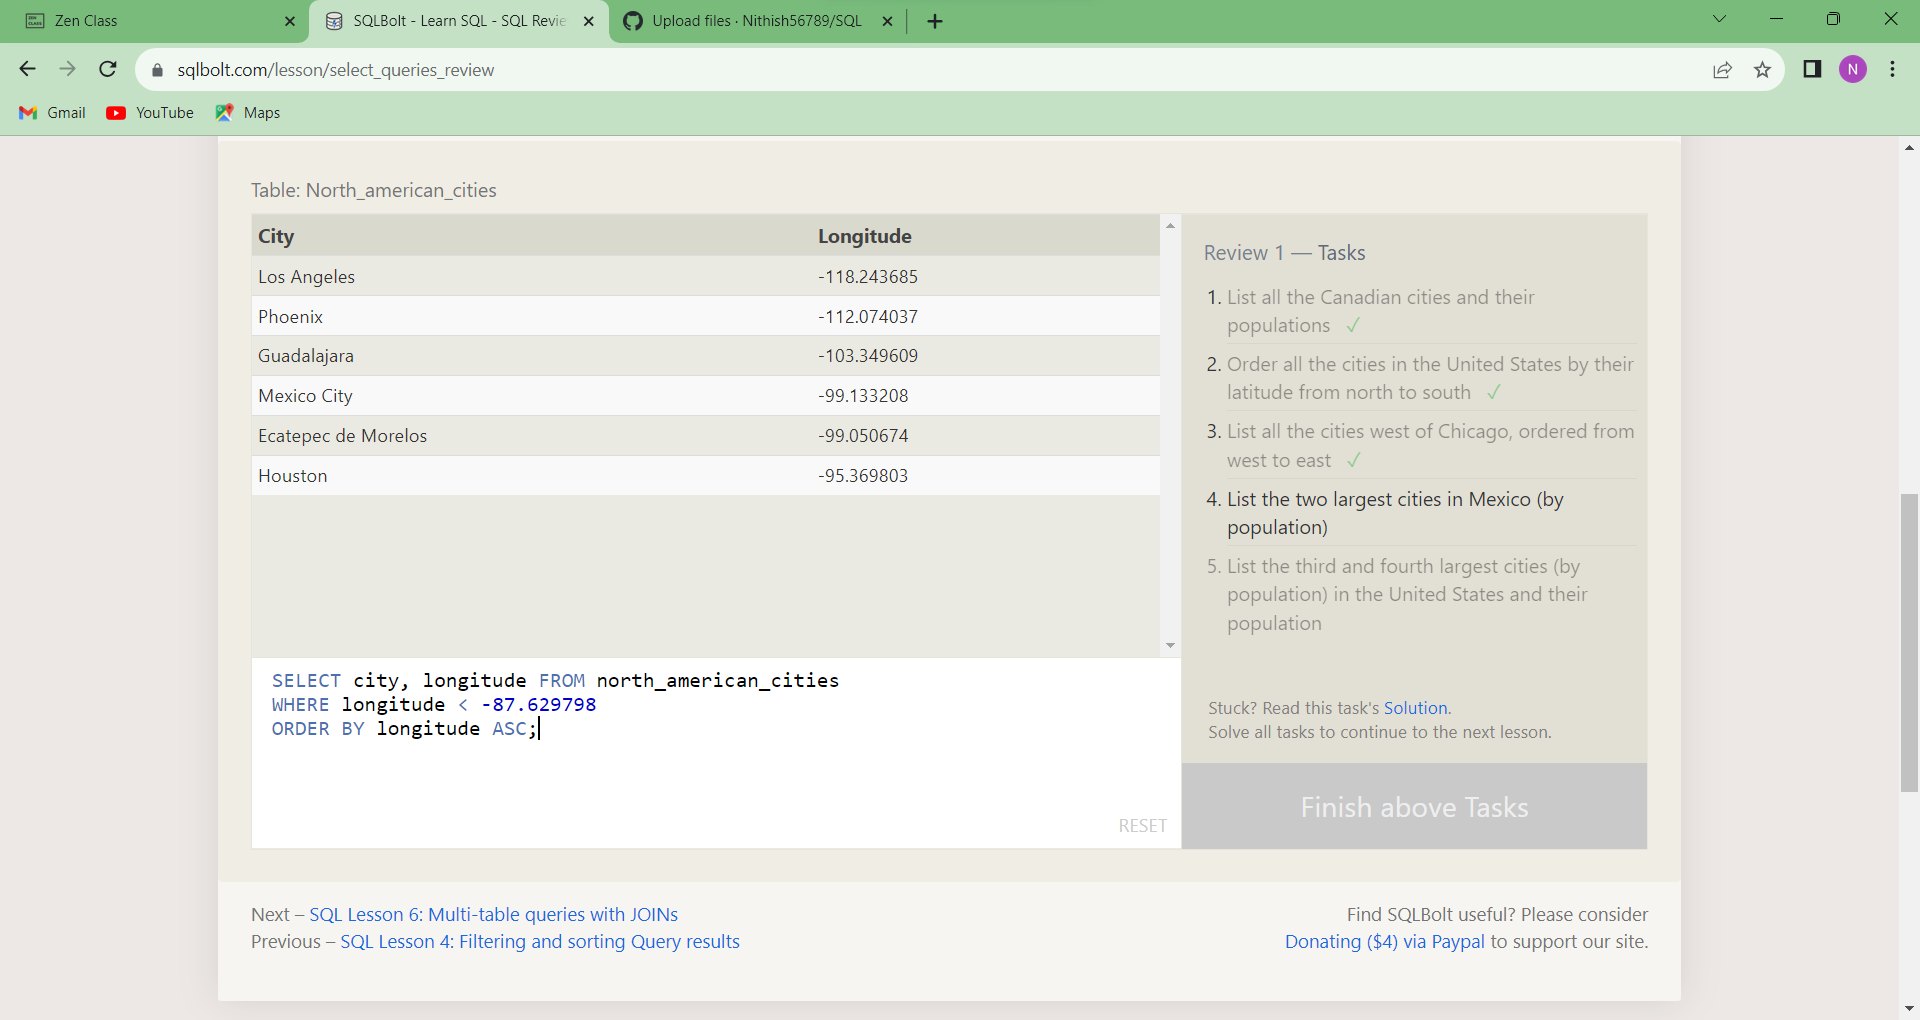 Zen Class
SQLBolt - Learn SQL - SQL Revie
Upload files · Nithish56789/SQL
sqlbolt.com/lesson/select_queries_review
N
Gmail
YouTube
Maps
Table: North_american_cities
City Longitude
Los Angeles -118.243685
Phoenix -112.074037
Guadalajara -103.349609
Mexico City -99.133208
Ecatepec de Morelos -99.050674
Houston -95.369803
SELECT city, longitude FROM north_american_cities
WHERE longitude < -87.629798
ORDER BY longitude ASC;
RESET
Review 1 — Tasks
1. List all the Canadian cities and their
populations ✓
2. Order all the cities in the United States by their
latitude from north to south ✓
3. List all the cities west of Chicago, ordered from
west to east ✓
4. List the two largest cities in Mexico (by
population)
5. List the third and fourth largest cities (by
population) in the United States and their
population
Stuck? Read this task's Solution.
Solve all tasks to continue to the next lesson.
Finish above Tasks
Next – SQL Lesson 6: Multi-table queries with JOINs
Previous – SQL Lesson 4: Filtering and sorting Query results
Find SQLBolt useful? Please consider
Donating ($4) via Paypal to support our site.